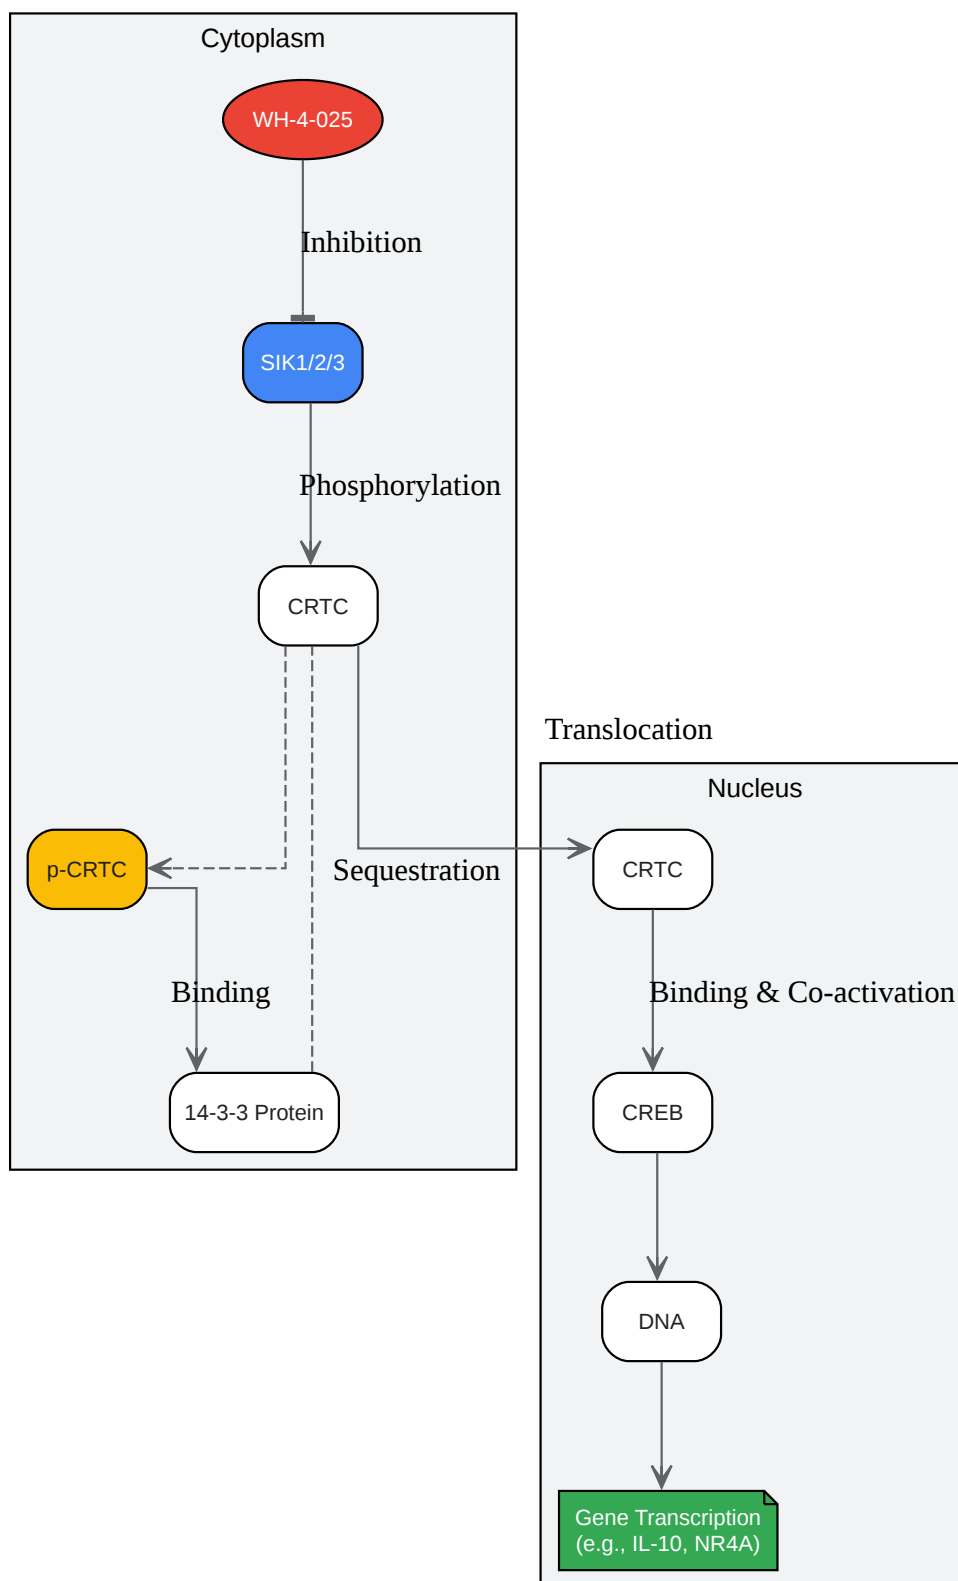 Cytoplasm
WH-4-025
Inhibition
SIK1/2/3
Phosphorylation
CRTC
Translocation
Nucleus
p-CRTC
Sequestration
CRTC
Binding
Binding & Co-activation
14-3-3 Protein
CREB
DNA
Gene Transcription
(e.g., IL-10, NR4A)